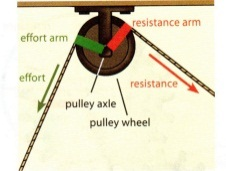 resistance arm
effort arm
effort
resistance
pulley axle
pulley wheel